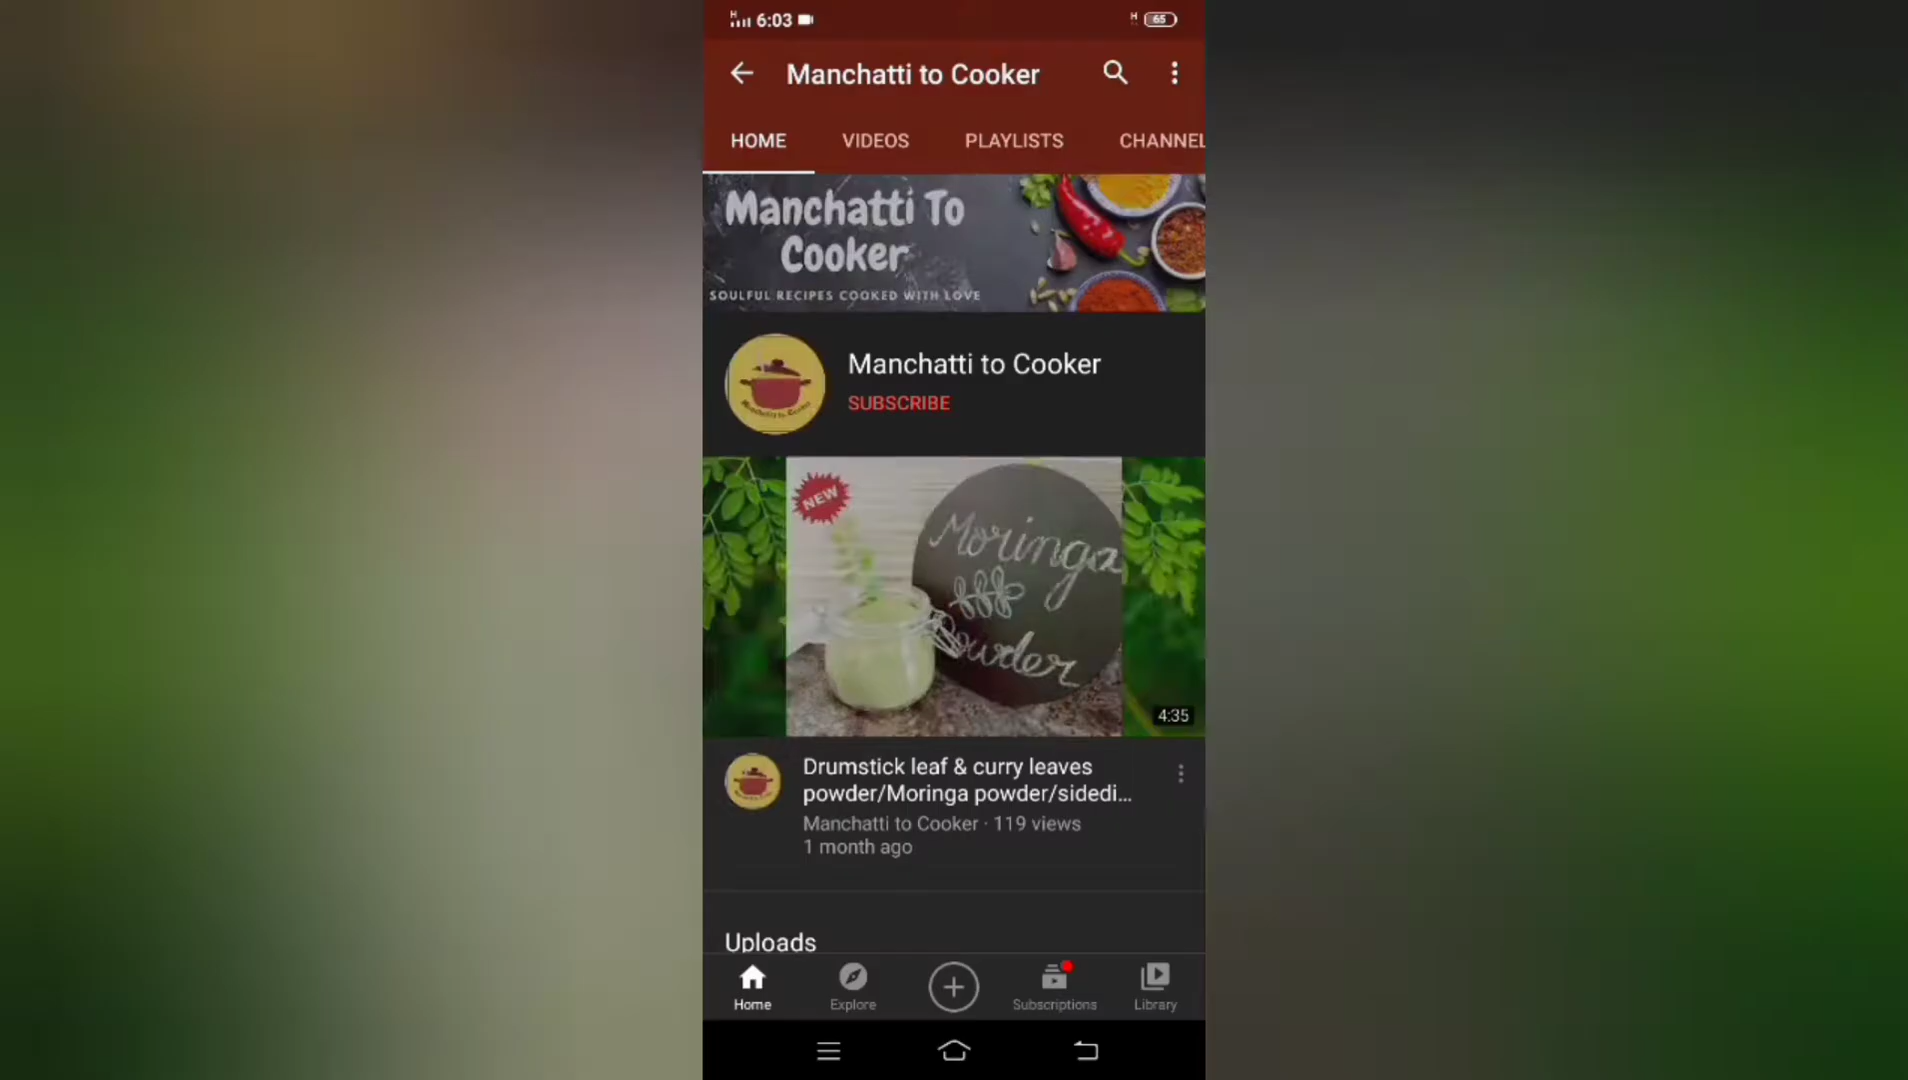 H 6:03 H 65
Manchatti to Cooker
HOME VIDEOS PLAYLISTS CHANNEL
Manchatti To
Cooker
SOULFUL RECIPES COOKED WITH LOVE
Manchatti to Cooker
SUBSCRIBE
NEW
Moringa
Powder
4:35
Drumstick leaf & curry leaves
powder/Moringa powder/sidedi...
Manchatti to Cooker · 119 views
1 month ago
Uploads
Home Explore Subscriptions Library